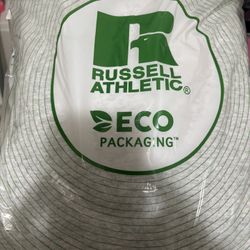 R
RUSSELL
ATHLETIC®
ECO
PACKAGING™